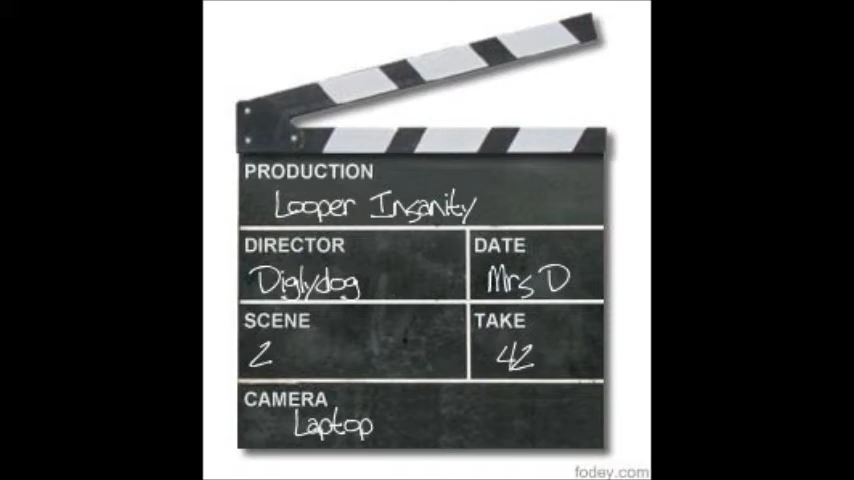 PRODUCTION
Looper Insanity
DIRECTOR
DATE
Diglydog
Mrs D
SCENE
TAKE
2
42
CAMERA
Laptop
fodey.com